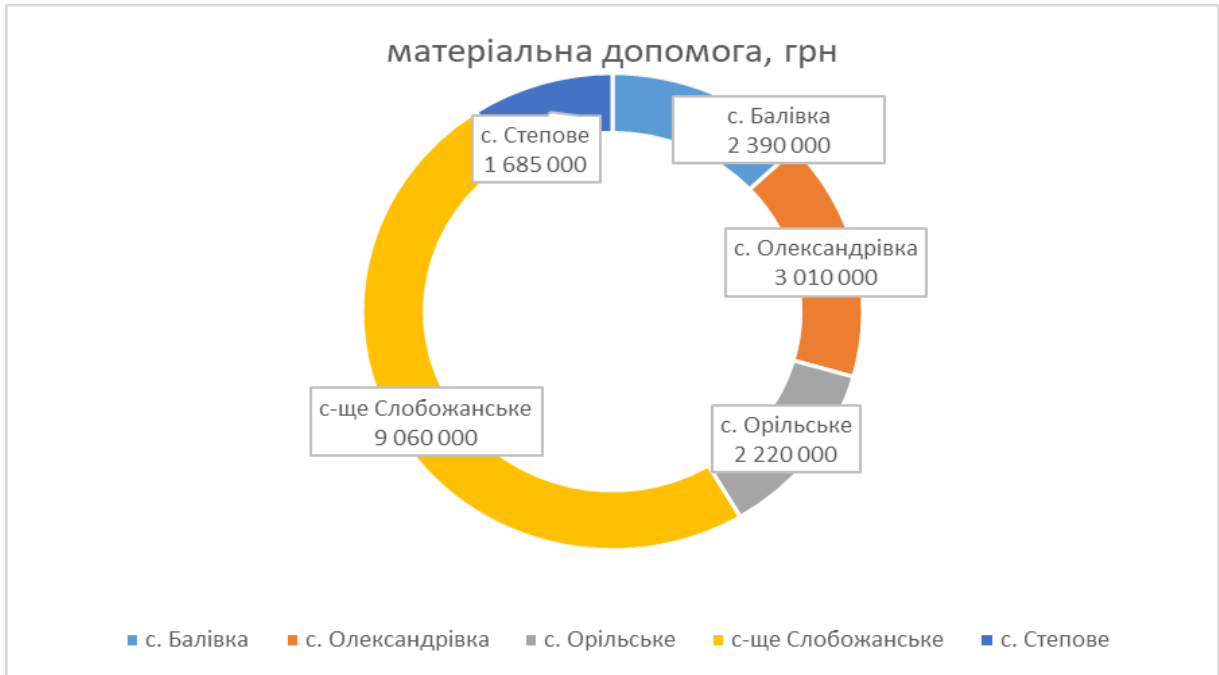 матеріальна допомога, грн
с. Балівка
2 390 000
с. Степове
1 685 000
с. Олександрівка
3 010 000
с-ще Слобожанське
9 060 000
с. Орільське
2 220 000
с. Балівка
с. Олександрівка
с. Орільське
с-ще Слобожанське
с. Степове